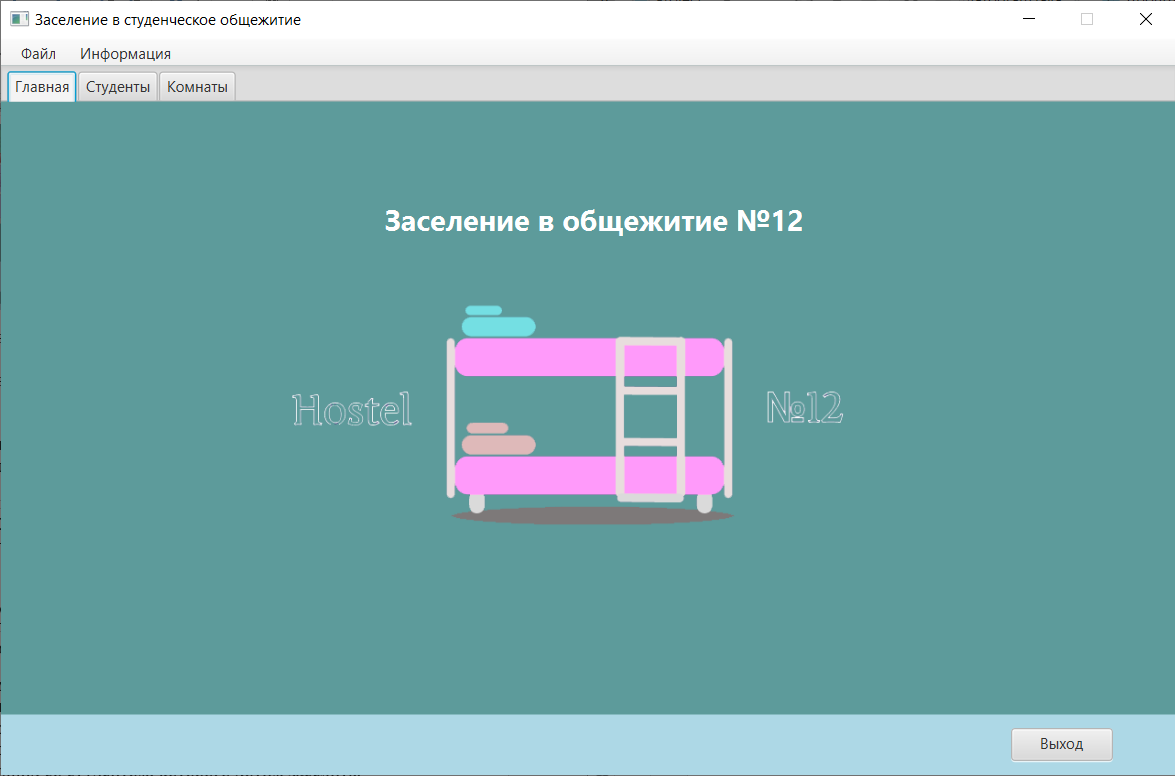 Заселение в студенческое общежитие
Файл Информация
Главная Студенты Комнаты
Заселение в общежитие №12
Hostel №12
Выход